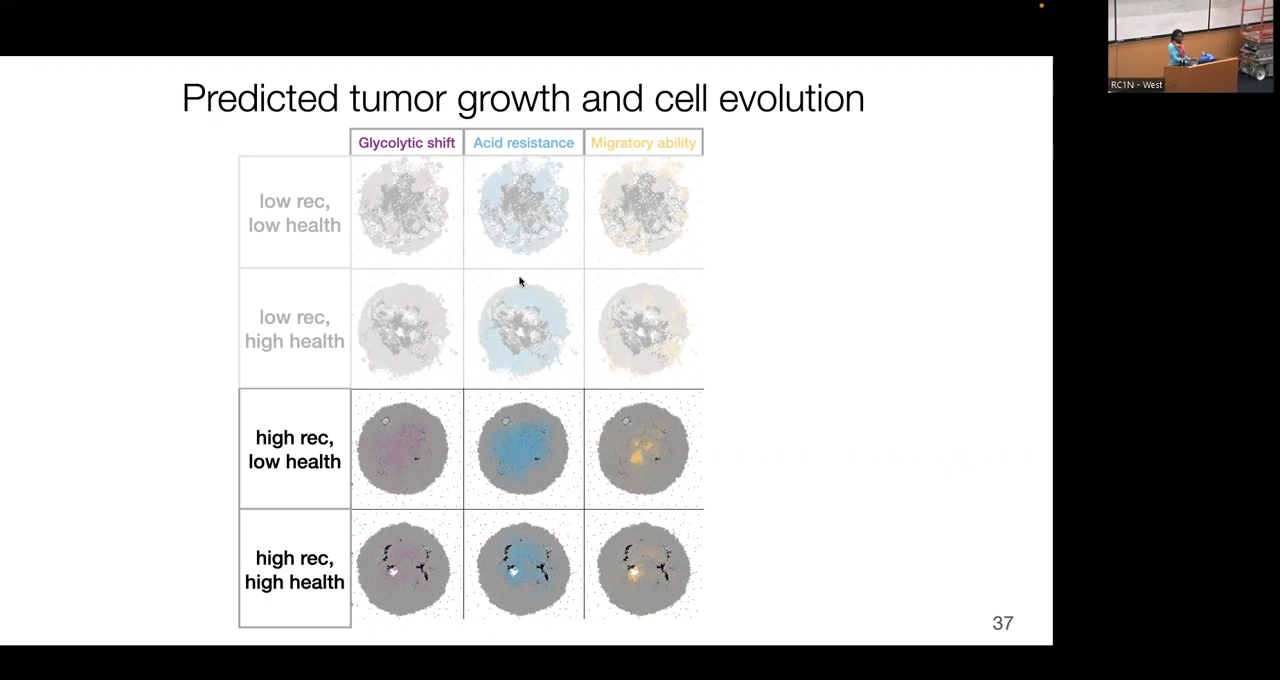 RC1N - West
Predicted tumor growth and cell evolution
Glycolytic shift
Acid resistance
Migratory ability
low rec,
low health
low rec,
high health
high rec,
low health
high rec,
high health
37